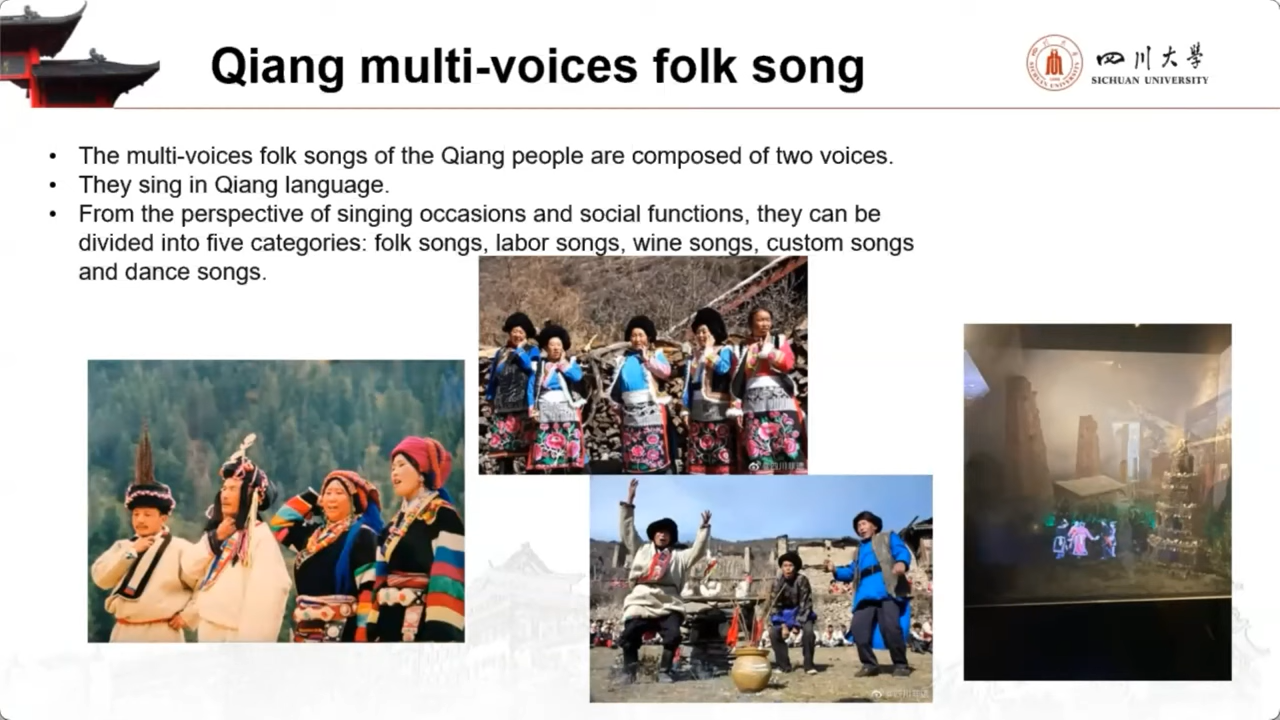 Qiang multi-voices folk song
四川大學
SICHUAN UNIVERSITY
• The multi-voices folk songs of the Qiang people are composed of two voices.
• They sing in Qiang language.
• From the perspective of singing occasions and social functions, they can be
divided into five categories: folk songs, labor songs, wine songs, custom songs
and dance songs.